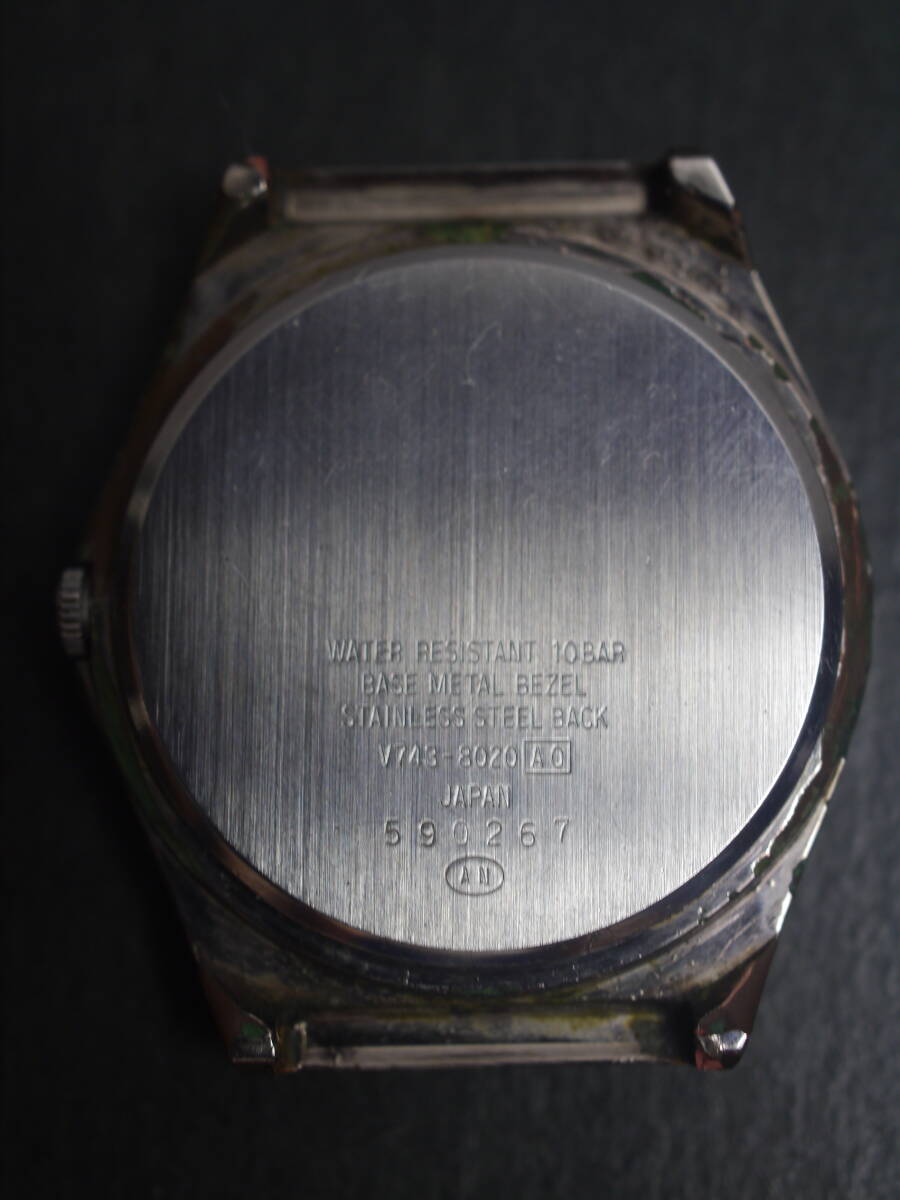 WATER RESISTANT 10BAR
BASE METAL BEZEL
STAINLESS STEEL BACK
V743-8020 A0
JAPAN
590267
AN